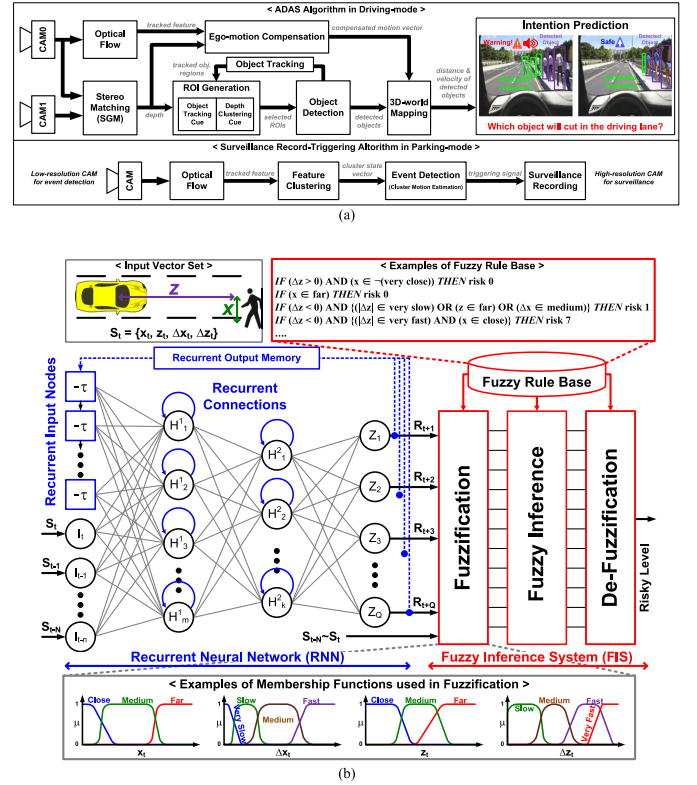 < ADAS Algorithm in Driving-mode >
CAM0
CAM1
Optical
Flow
Stereo
Matching
(SGM)
tracked feature
Ego-motion Compensation
compensated motion vector
tracked obj.
regions
Object Tracking
ROI Generation
Object
Tracking
Cue
Depth
Clustering
Cue
depth
selected ROIs
Object
Detection
detected
objects
3D-world
Mapping
distance &
velocity of
detected
objects
Intention Prediction
Warning!
Detected
Object
Safe
Detected
Object
Which object will cut in the driving lane?
< Surveillance Record-Triggering Altorithm in Parking-mode >
Low-resolution CAM
for event detection
CAM
Optical
Flow
tracked feature
Feature
Clustering
cluster state
vector
Event Detection
(Cluster Motion Estimation)
triggering signal
Surveillance
Recording
High-resolution CAM
for surveillance
(a)
< Input Vector Set >
z
x
Sₜ = {xₜ, zₜ, Δxₜ, Δzₜ}
< Examples of Fuzzy Rule Base >
IF (Δz > 0) AND (x ∈ ¬(very close)) THEN risk 0
IF (x ∈ far) THEN risk 0
IF (Δz < 0) AND {(|Δz| ∈ very slow) OR (z ∈ far) OR (Δx ∈ medium)} THEN risk 1
IF (Δz < 0) AND {(|Δz| ∈ very fast) AND (x ∈ close)} THEN risk 7
....
Recurrent Output Memory
Recurrent Input Nodes
Recurrent
Connections
Fuzzy Rule Base
-τ
-τ
-τ
Sₜ
Iₜ
Sₜ₋₁
Iₜ₋₁
Sₜ₋N
Iₜ₋ₙ
H¹₁
H¹₂
H¹₃
H¹ₘ
H²₁
H²₂
H²ₖ
Z₁
Z₂
Z₃
Z_Q
Rₜ₊₁
Rₜ₊₂
Rₜ₊₃
Rₜ₊Q
Sₜ₋N~Sₜ
Fuzzification
Fuzzy Inference
De-Fuzzification
Risky Level
Recurrent Neural Network (RNN)
Fuzzy Inference System (FIS)
< Examples of Membership Functions used in Fuzzification >
1
μ
0
Close
Medium
Far
xₜ
1
μ
0
Slow
Very Slow
Medium
Fast
Δxₜ
1
μ
0
Close
Medium
Far
zₜ
1
μ
0
Slow
Medium
Fast
Very Fast
Δzₜ
(b)